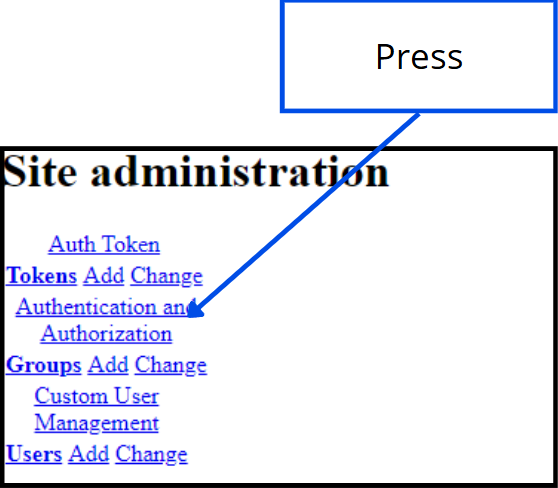 Press
Site administration
Auth Token
Tokens Add Change
Authentication and
Authorization
Groups Add Change
Custom User
Management
Users Add Change